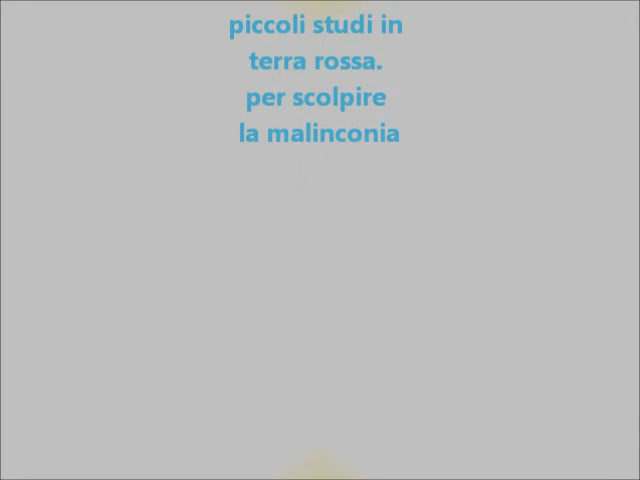 piccoli studi in
terra rossa.
per scolpire
la malinconia